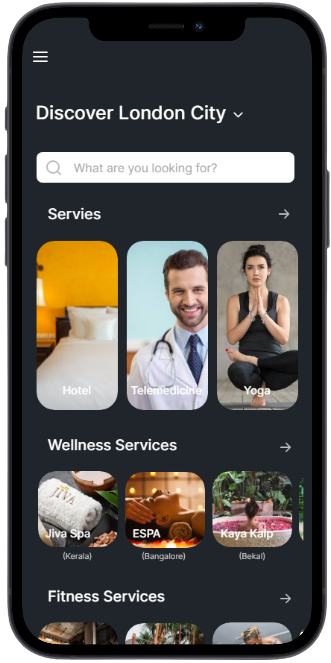 Discover London City
What are you looking for?
Servies
Hotel
Telemedicine
Yoga
Wellness Services
JIVA
Jiva Spa
ESPA
Kaya Kalp
(Kerala)
(Bangalore)
(Bekal)
Fitness Services